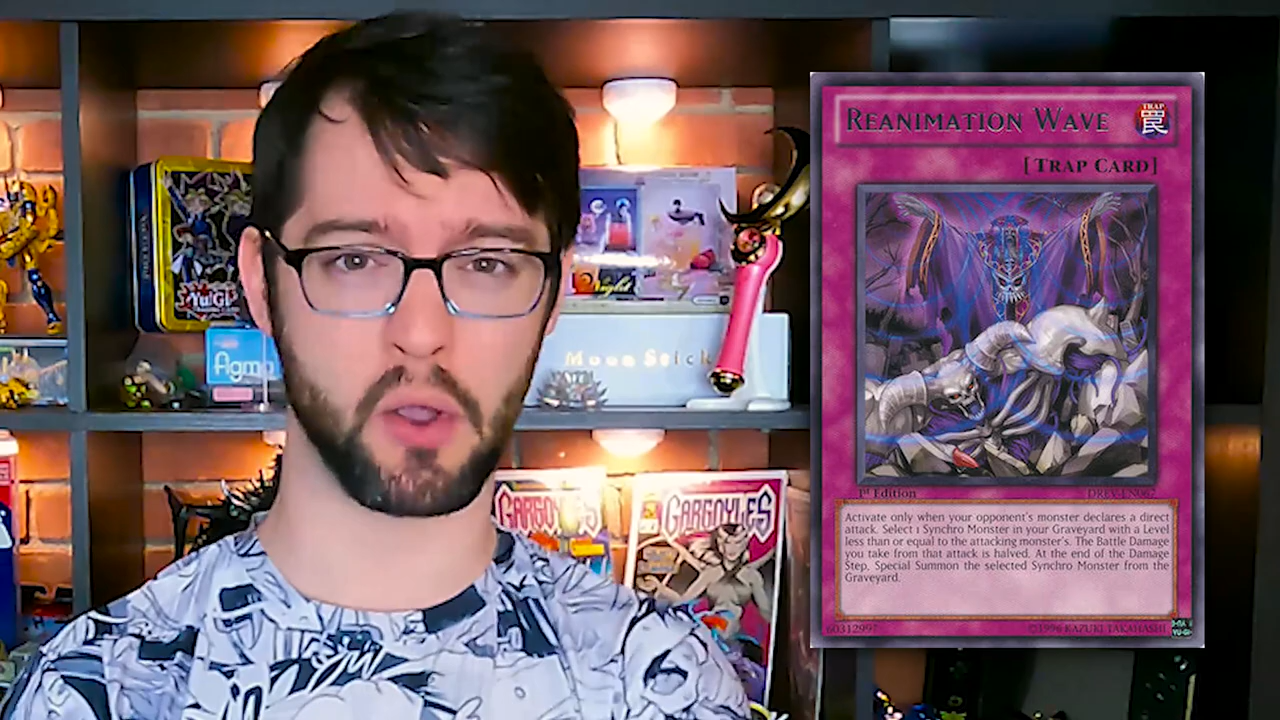 Yu-Gi
Agma
Moon Stick
GARGOYLES
GARGOYLES
REANIMATION WAVE
TRAP
罠
[TRAP CARD]
1st Edition
DREV-EN067
Activate only when your opponent's monster declares a direct
attack. Select 1 Synchro Monster in your Graveyard with a Level
less than or equal to the attacking monster's. The Battle Damage
you take from that attack is halved. At the end of the Damage
Step, Special Summon the selected Synchro Monster from the
Graveyard.
60312997
©1996 KAZUKI TAKAHASHI